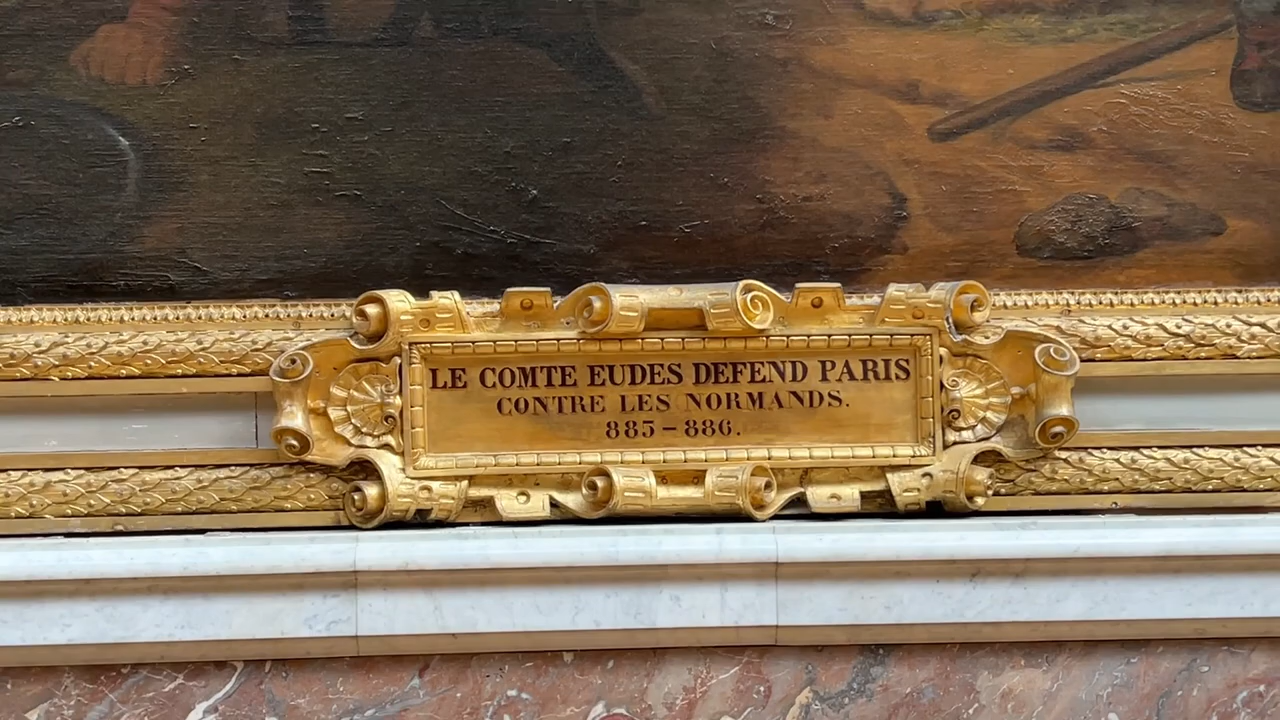 LE COMTE EUDES DEFEND PARIS
CONTRE LES NORMANDS.
885-886.